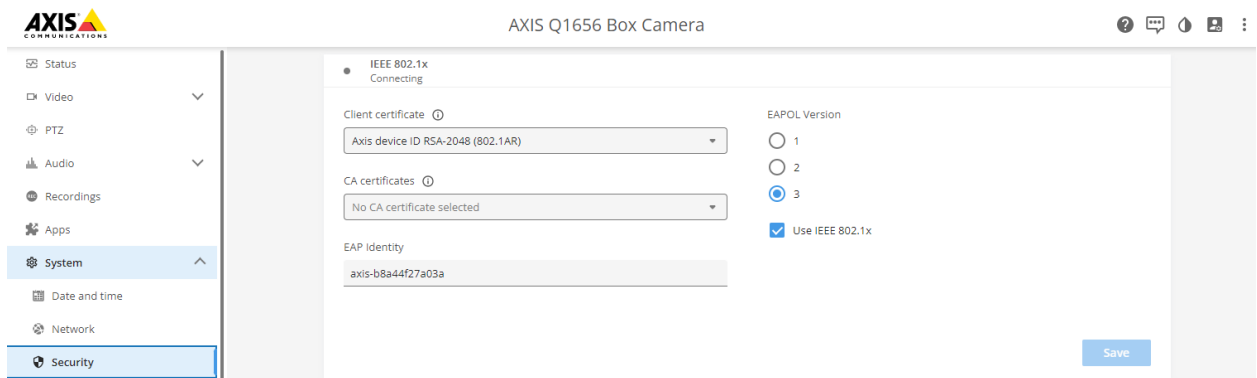 AXIS
COMMUNICATIONS
AXIS Q1656 Box Camera
Status
Video
PTZ
Audio
Recordings
Apps
System
Date and time
Network
Security
IEEE 802.1x
Connecting
Client certificate
Axis device ID RSA-2048 (802.1AR)
CA certificates
No CA certificate selected
EAP Identity
axis-b8a44f27a03a
EAPOL Version
1
2
3
Use IEEE 802.1x
Save